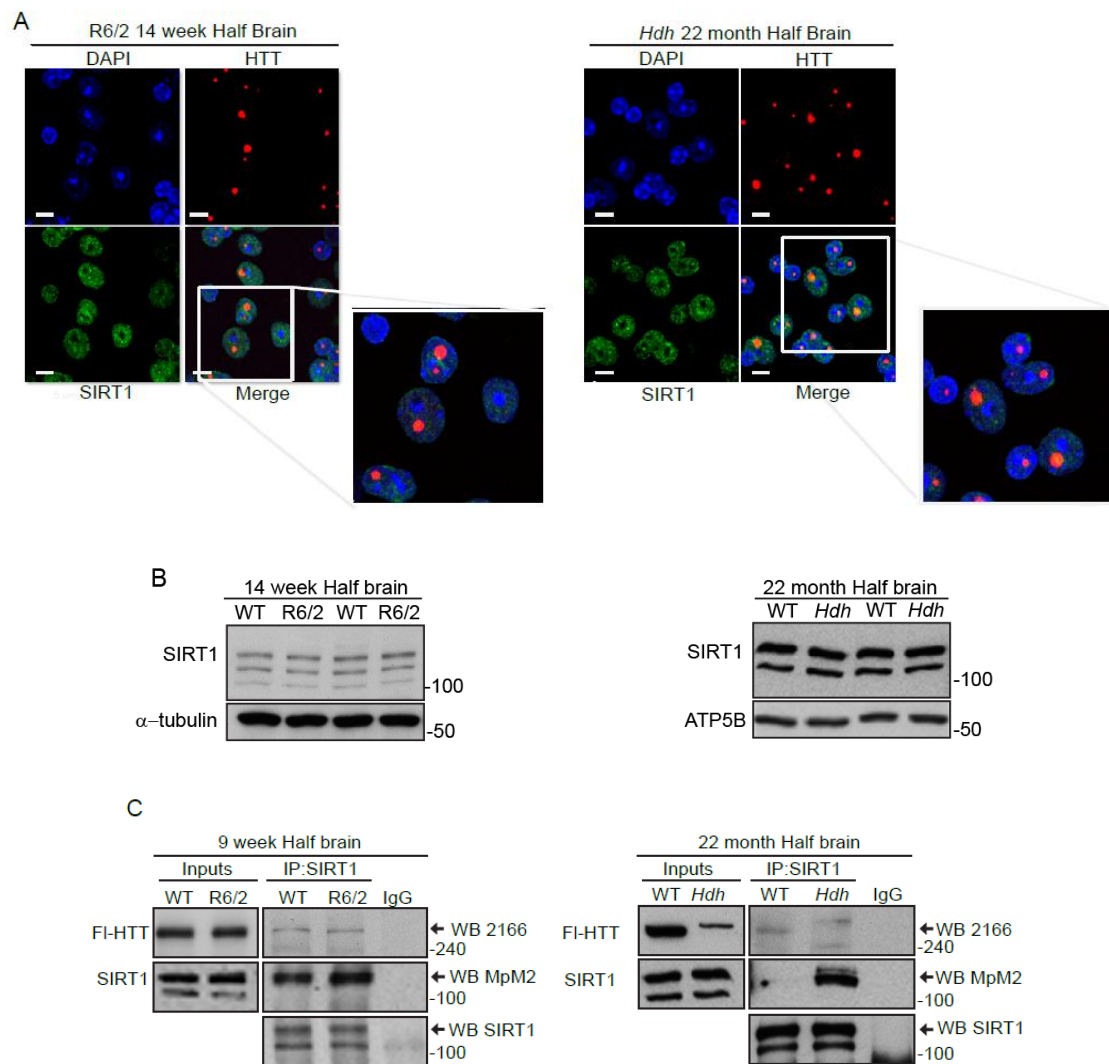 A
R6/2 14 week Half Brain
DAPI HTT
SIRT1 Merge
Hdh 22 month Half Brain
DAPI HTT
SIRT1 Merge
B
14 week Half brain
WT R6/2 WT R6/2
SIRT1
-100
α−tubulin
-50
22 month Half brain
WT Hdh WT Hdh
SIRT1
-100
ATP5B
-50
C
9 week Half brain
Inputs IP:SIRT1
WT R6/2 WT R6/2 IgG
Fl-HTT
WB 2166
-240
SIRT1
WB MpM2
-100
WB SIRT1
22 month Half brain
Inputs IP:SIRT1
WT Hdh WT Hdh IgG
Fl-HTT
WB 2166
-240
SIRT1
WB MpM2
-100
WB SIRT1